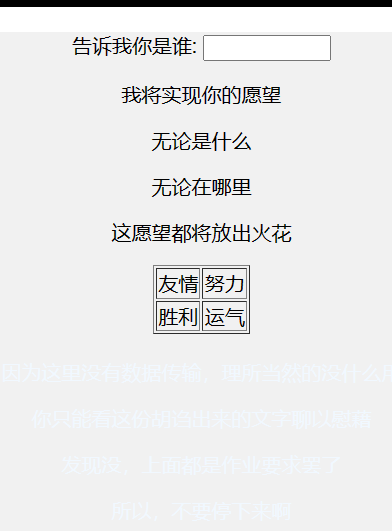 告诉我你是谁:
我将实现你的愿望
无论是什么
无论在哪里
这愿望都将放出火花
友情 努力
胜利 运气
因为这里没有数据传输，理所当然的没什么用
你只能看这份胡诌出来的文字聊以慰藉
发现没，上面都是作业要求罢了
所以，不要停下来啊